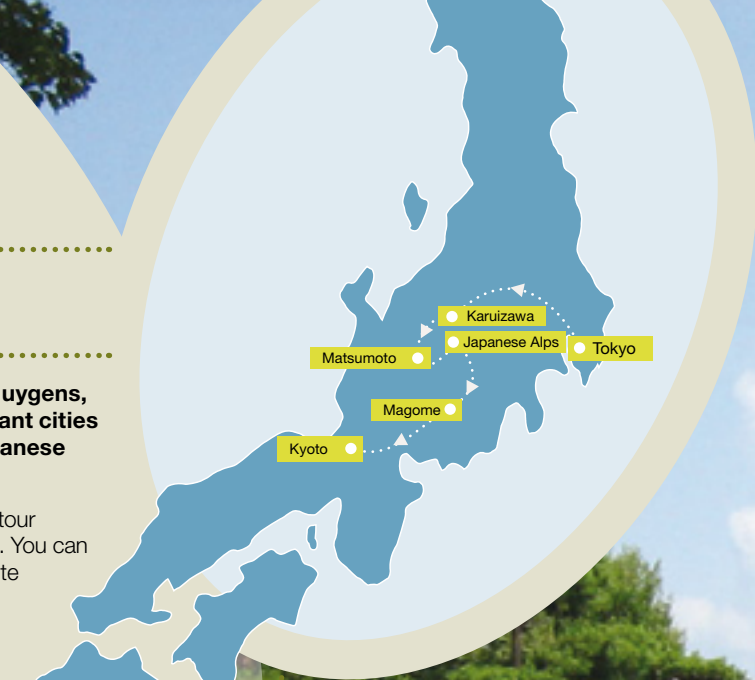 Karuizawa
Japanese Alps
Tokyo
Matsumoto
Magome
Kyoto
uygens,
ant cities
anese
tour
. You can
te